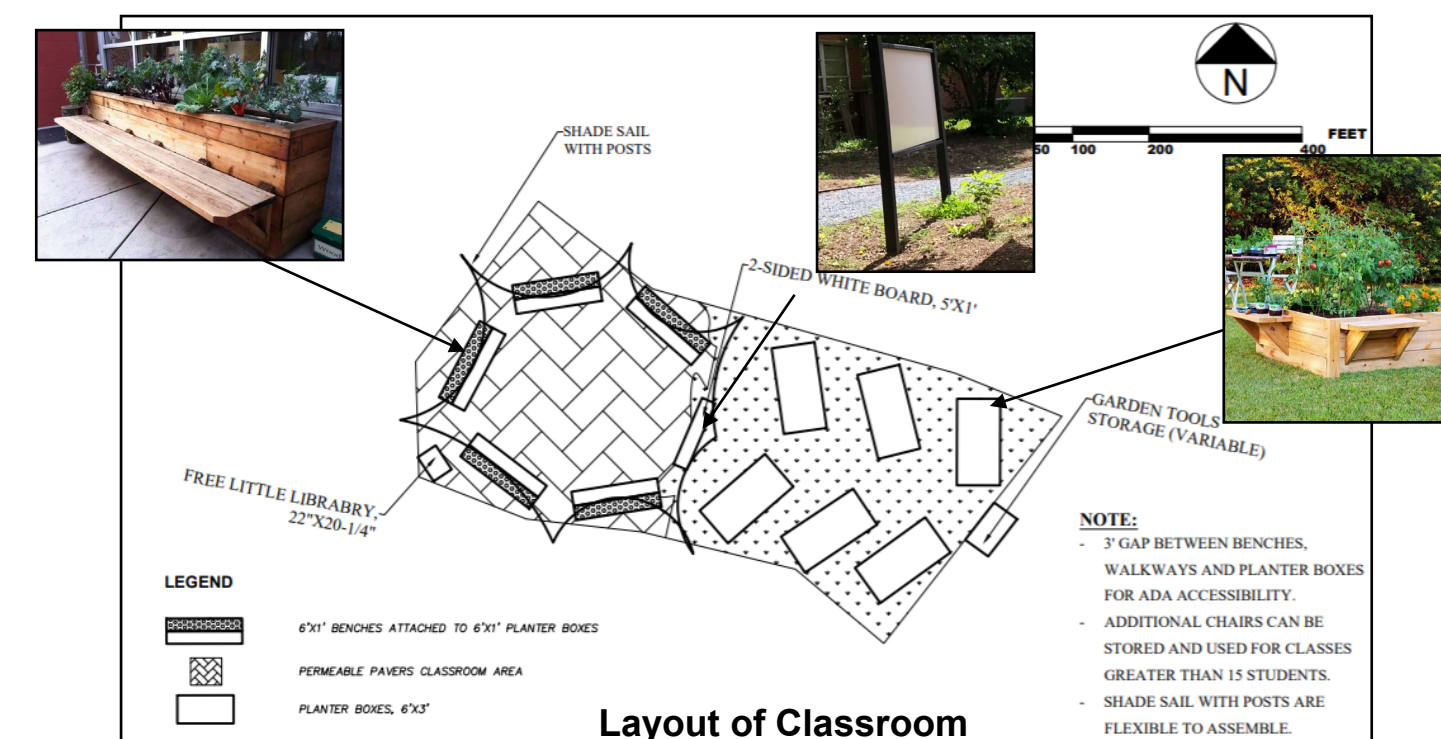 N
FEET
50 100 200 400
SHADE SAIL
WITH POSTS
2-SIDED WHITE BOARD, 5'X1'
GARDEN TOOLS
STORAGE (VARIABLE)
FREE LITTLE LIBRABRY,
22"X20-1/4"
NOTE:
- 3' GAP BETWEEN BENCHES,
WALKWAYS AND PLANTER BOXES
FOR ADA ACCESSIBILITY.
- ADDITIONAL CHAIRS CAN BE
STORED AND USED FOR CLASSES
GREATER THAN 15 STUDENTS.
- SHADE SAIL WITH POSTS ARE
FLEXIBLE TO ASSEMBLE.
LEGEND
6'X1' BENCHES ATTACHED TO 6'X1' PLANTER BOXES
PERMEABLE PAVERS CLASSROOM AREA
PLANTER BOXES, 6'X3'
Layout of Classroom